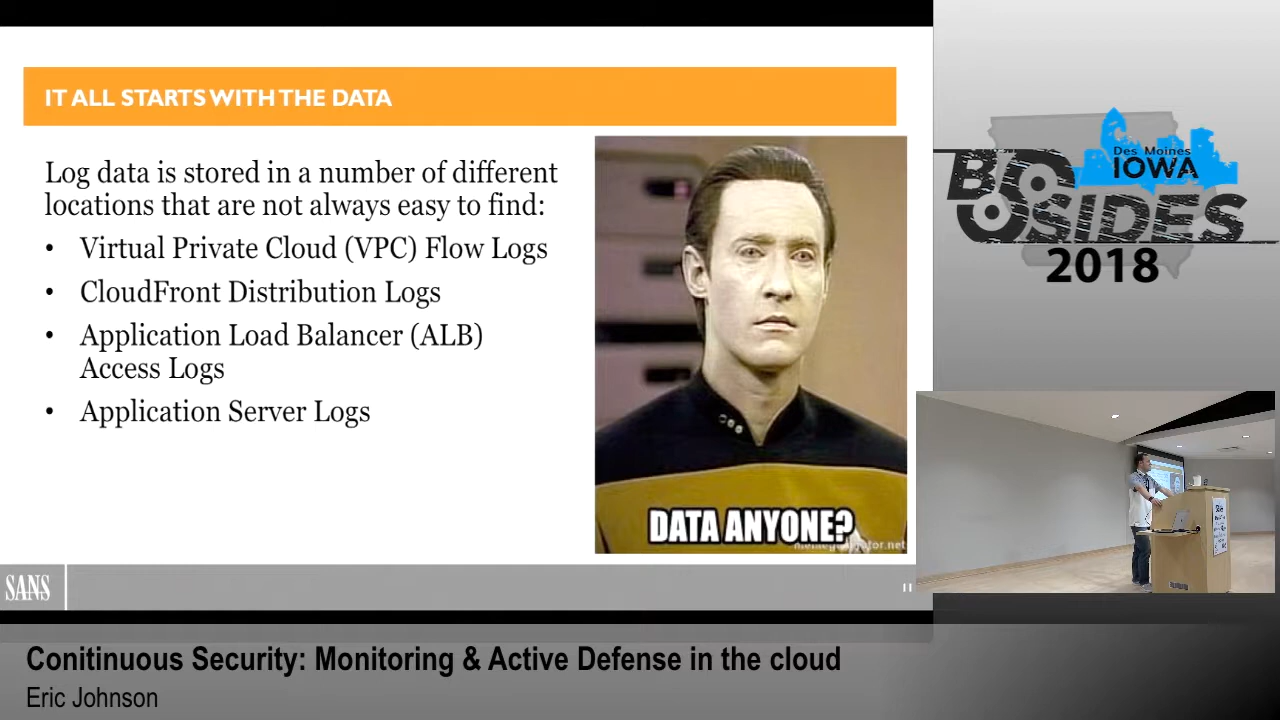 IT ALL STARTS WITH THE DATA
Log data is stored in a number of different
locations that are not always easy to find:
• Virtual Private Cloud (VPC) Flow Logs
• CloudFront Distribution Logs
• Application Load Balancer (ALB)
Access Logs
• Application Server Logs
DATA ANYONE?
SANS
11
Des Moines
IOWA
BSIDES
2018
Conitinuous Security: Monitoring & Active Defense in the cloud
Eric Johnson